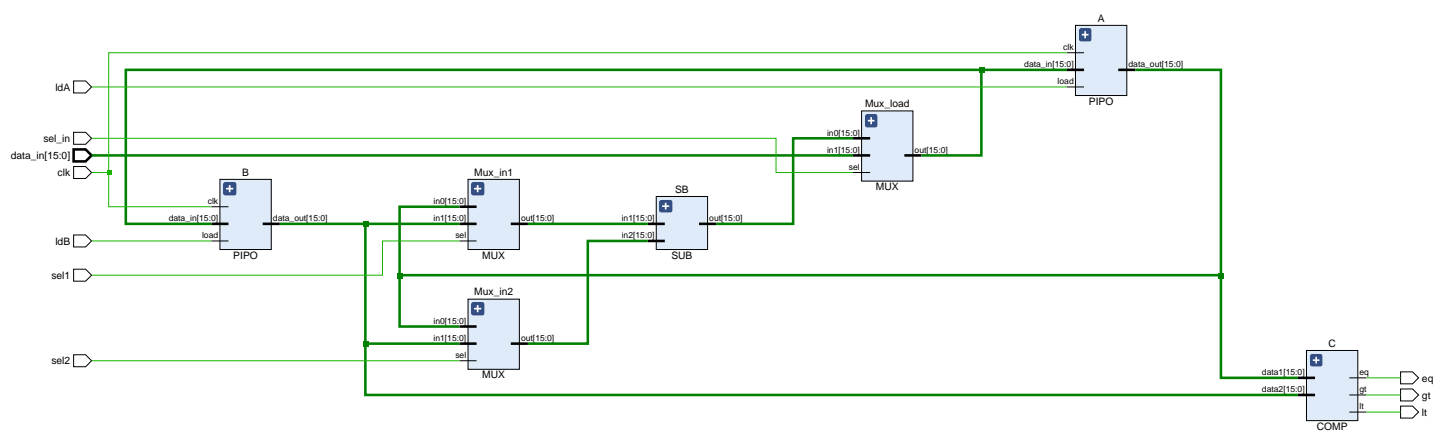 A
clk
data_in[15:0]
load
data_out[15:0]
PIPO
ldA
Mux_load
in0[15:0]
in1[15:0]
sel
out[15:0]
MUX
sel_in
data_in[15:0]
clk
B
clk
data_in[15:0]
load
data_out[15:0]
PIPO
ldB
Mux_in1
in0[15:0]
in1[15:0]
sel
out[15:0]
MUX
SB
in1[15:0]
in2[15:0]
out[15:0]
SUB
sel1
Mux_in2
in0[15:0]
in1[15:0]
sel
out[15:0]
MUX
sel2
C
data1[15:0]
data2[15:0]
eq
gt
lt
COMP
eq
gt
lt